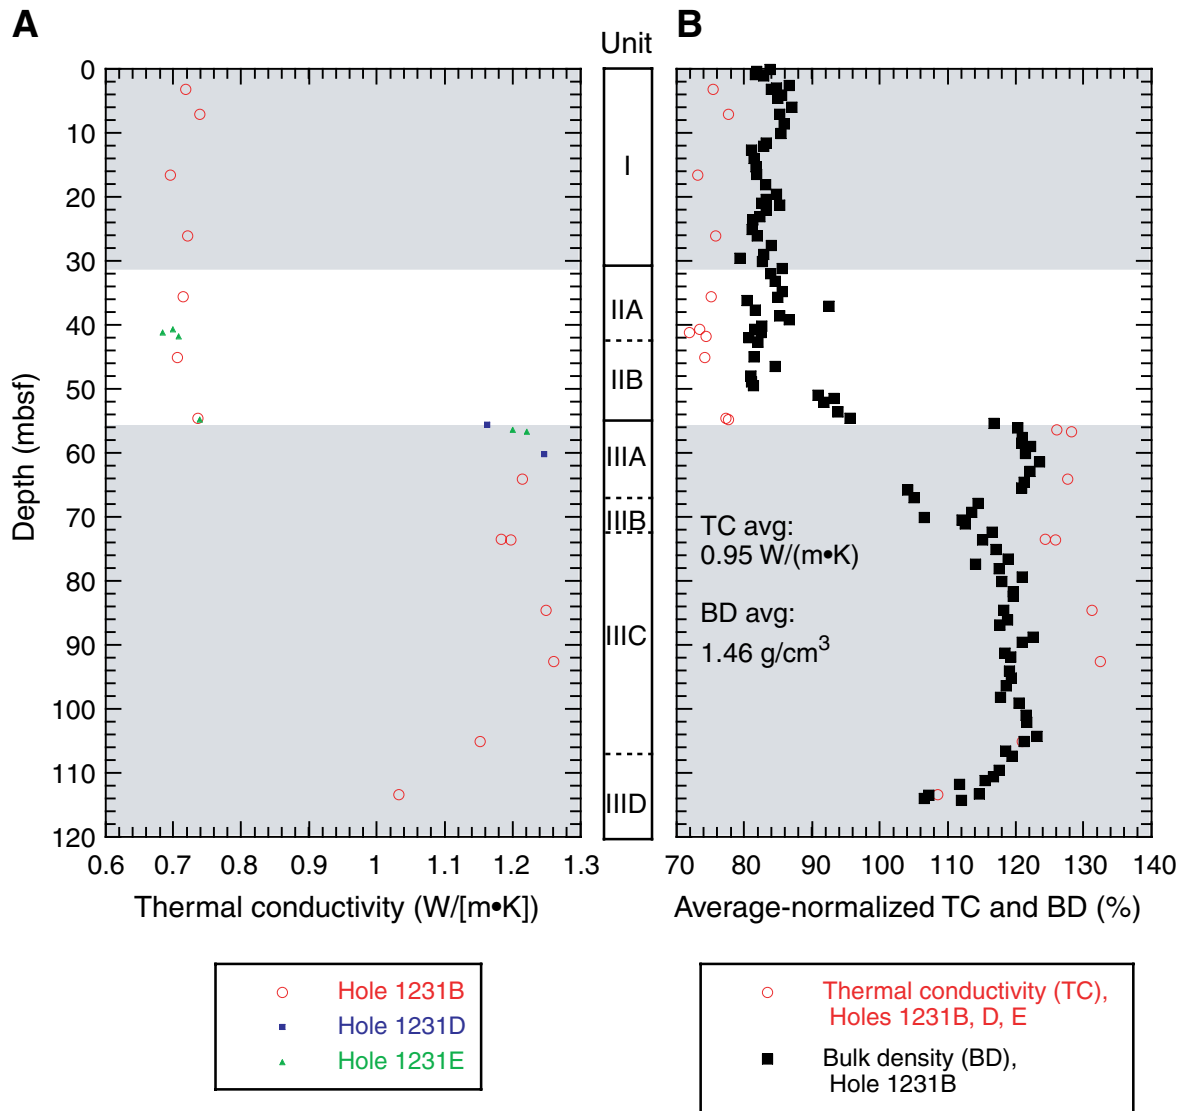 A
Unit
B
0
10
20
30
40
50
60
70
80
90
100
110
120
Depth (mbsf)
0.6 0.7 0.8 0.9 1 1.1 1.2 1.3
Thermal conductivity (W/[m•K])
I
IIA
IIB
IIIA
IIIB
IIIC
IIID
TC avg:
0.95 W/(m•K)
BD avg:
1.46 g/cm³
70 80 90 100 110 120 130 140
Average-normalized TC and BD (%)
Hole 1231B
Hole 1231D
Hole 1231E
Thermal conductivity (TC),
Holes 1231B, D, E
Bulk density (BD),
Hole 1231B